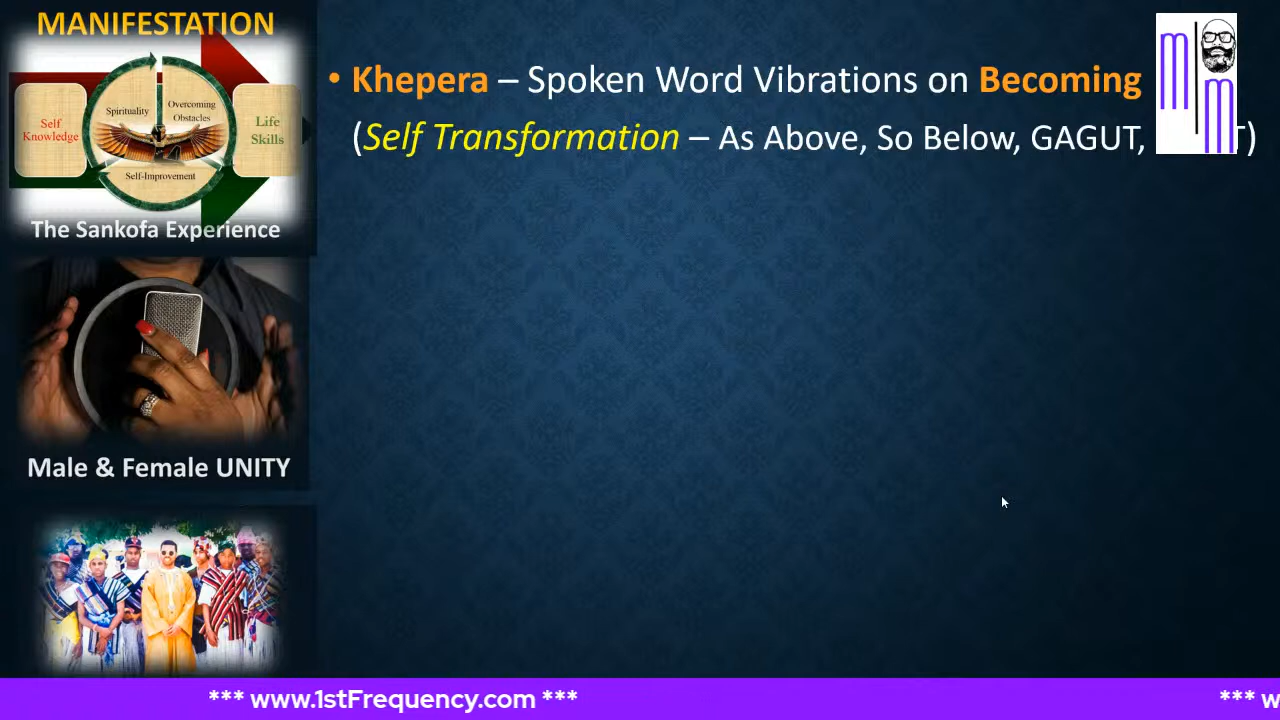 MANIFESTATION
Self
Knowledge
Spirituality
Overcoming
Obstacles
Life
Skills
Self-Improvement
The Sankofa Experience
Male & Female UNITY
• Khepera – Spoken Word Vibrations on Becoming
(Self Transformation – As Above, So Below, GAGUT, T)
m
m
*** www.1stFrequency.com ***
*** w